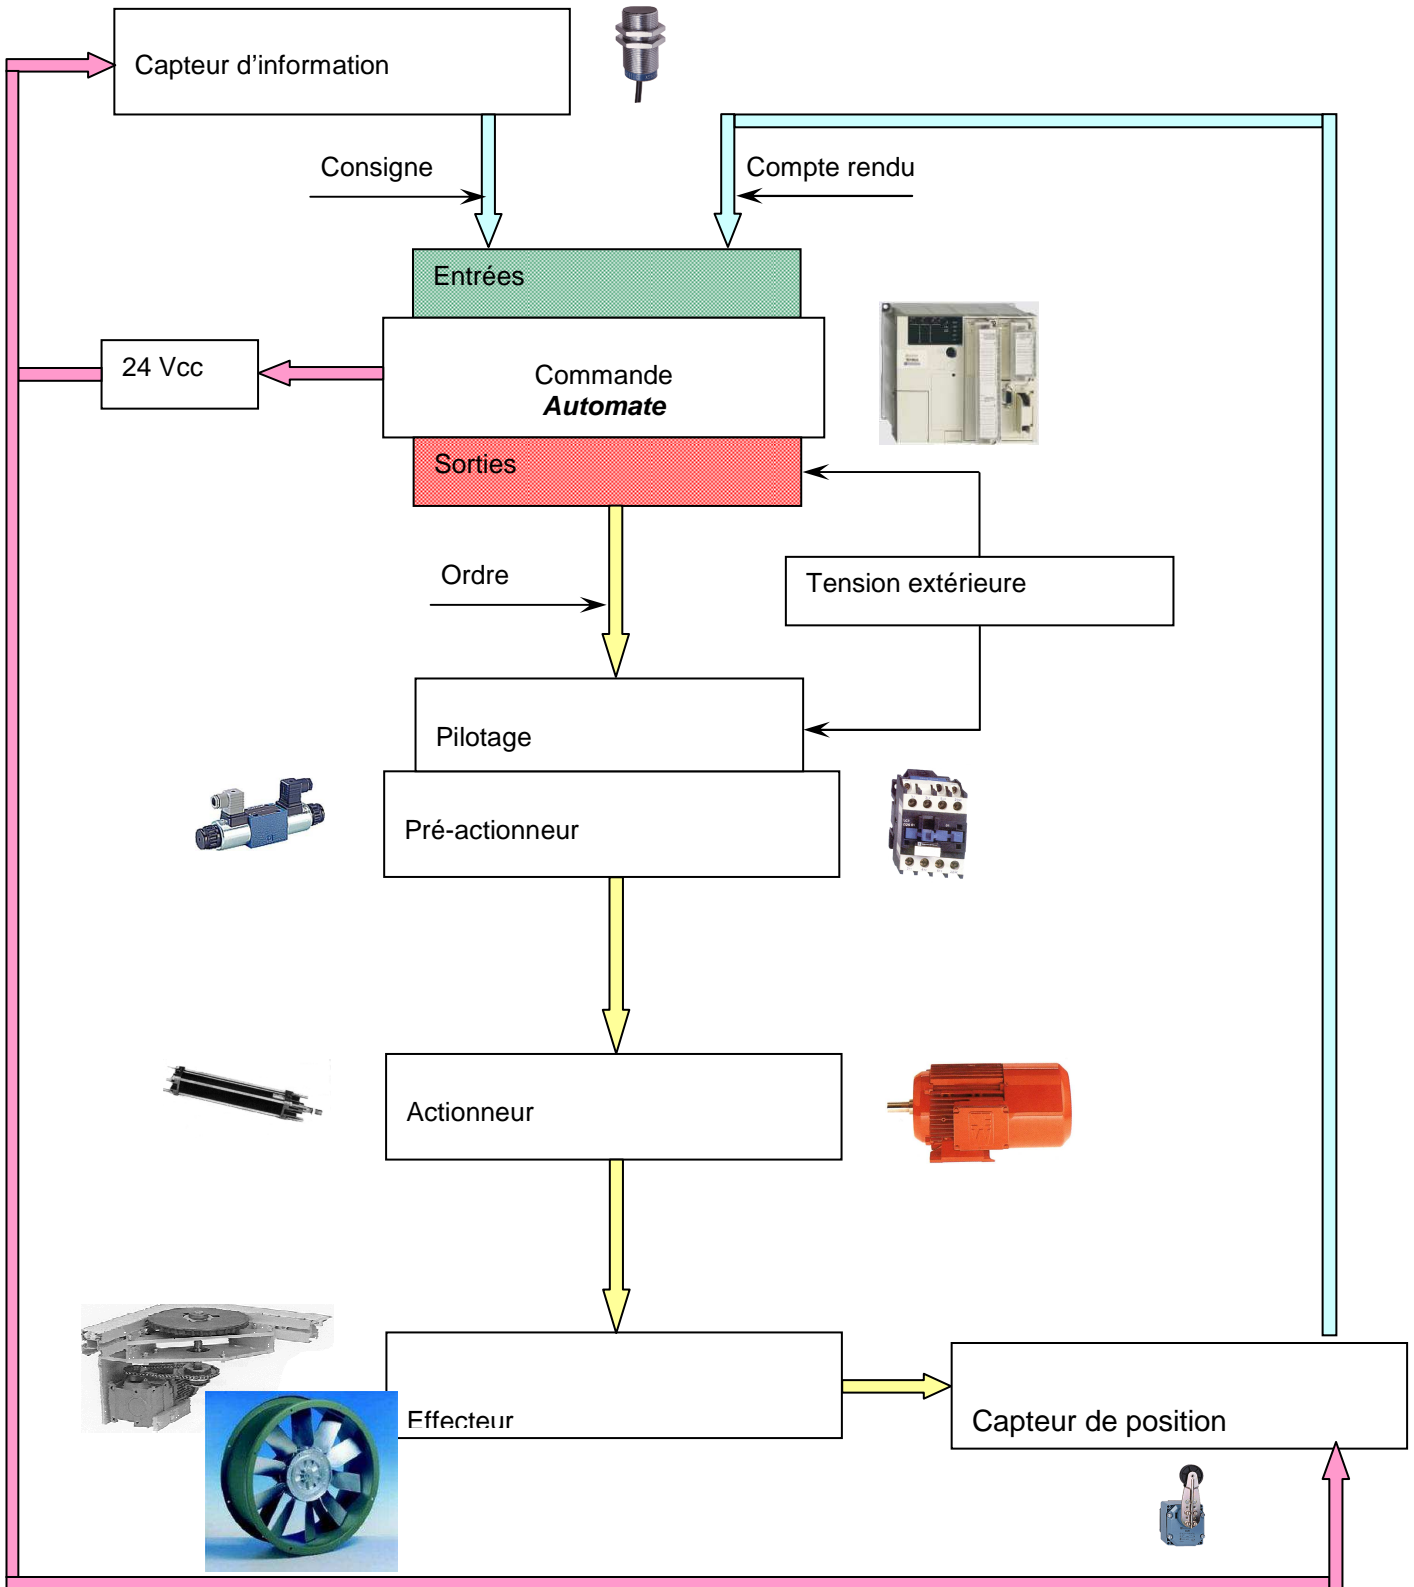 Capteur d’information
Consigne
Compte rendu
Entrées
24 Vcc
Commande
Automate
Sorties
Ordre
Tension extérieure
Pilotage
Pré-actionneur
Actionneur
Effecteur
Capteur de position